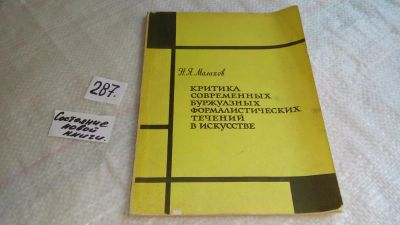 287.
Состояние
новой
книги.
Н.Я.Малахов
КРИТИКА
СОВРЕМЕННЫХ
БУРЖУАЗНЫХ
ФОРМАЛИСТИЧЕСКИХ
ТЕЧЕНИЙ
В ИСКУССТВЕ